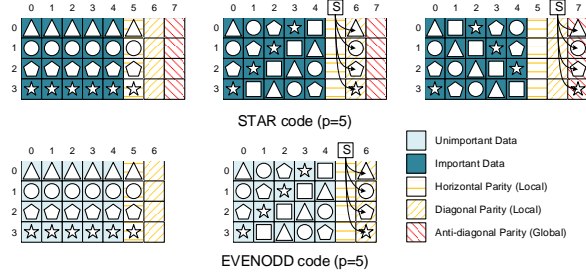 S S
0 1 2 3 4 5 6 7 0 1 2 3 4 5 6 7 0 1 2 3 4 5 6 7
0 0 0
1 1 1
2 2 2
3 3 3
STAR code (p=5)
Unimportant Data
Important Data
Horizontal Parity (Local)
Diagonal Parity (Local)
Anti-diagonal Parity (Global)
S
0 1 2 3 4 5 6 0 1 2 3 4 6
0 0
1 1
2 2
3 3
EVENODD code (p=5)